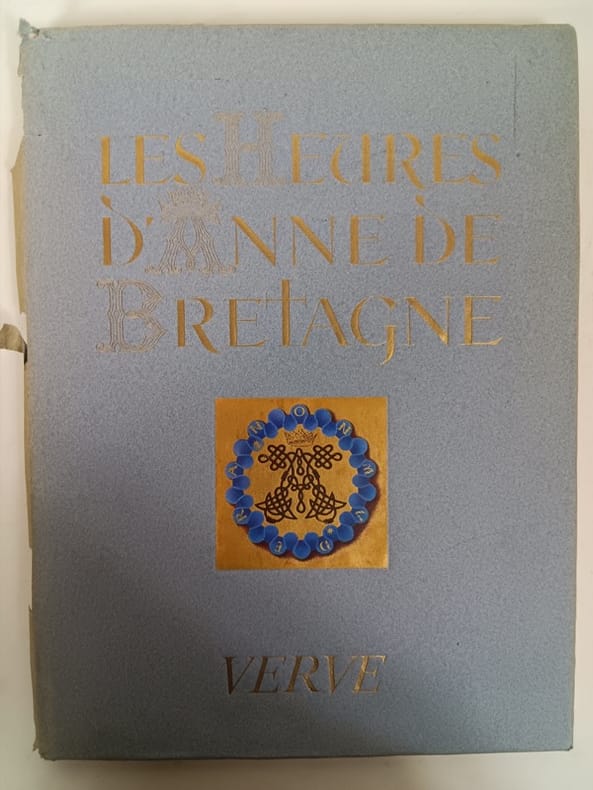 LES HEURES
D'ANNE DE
BRETAGNE
VERVE